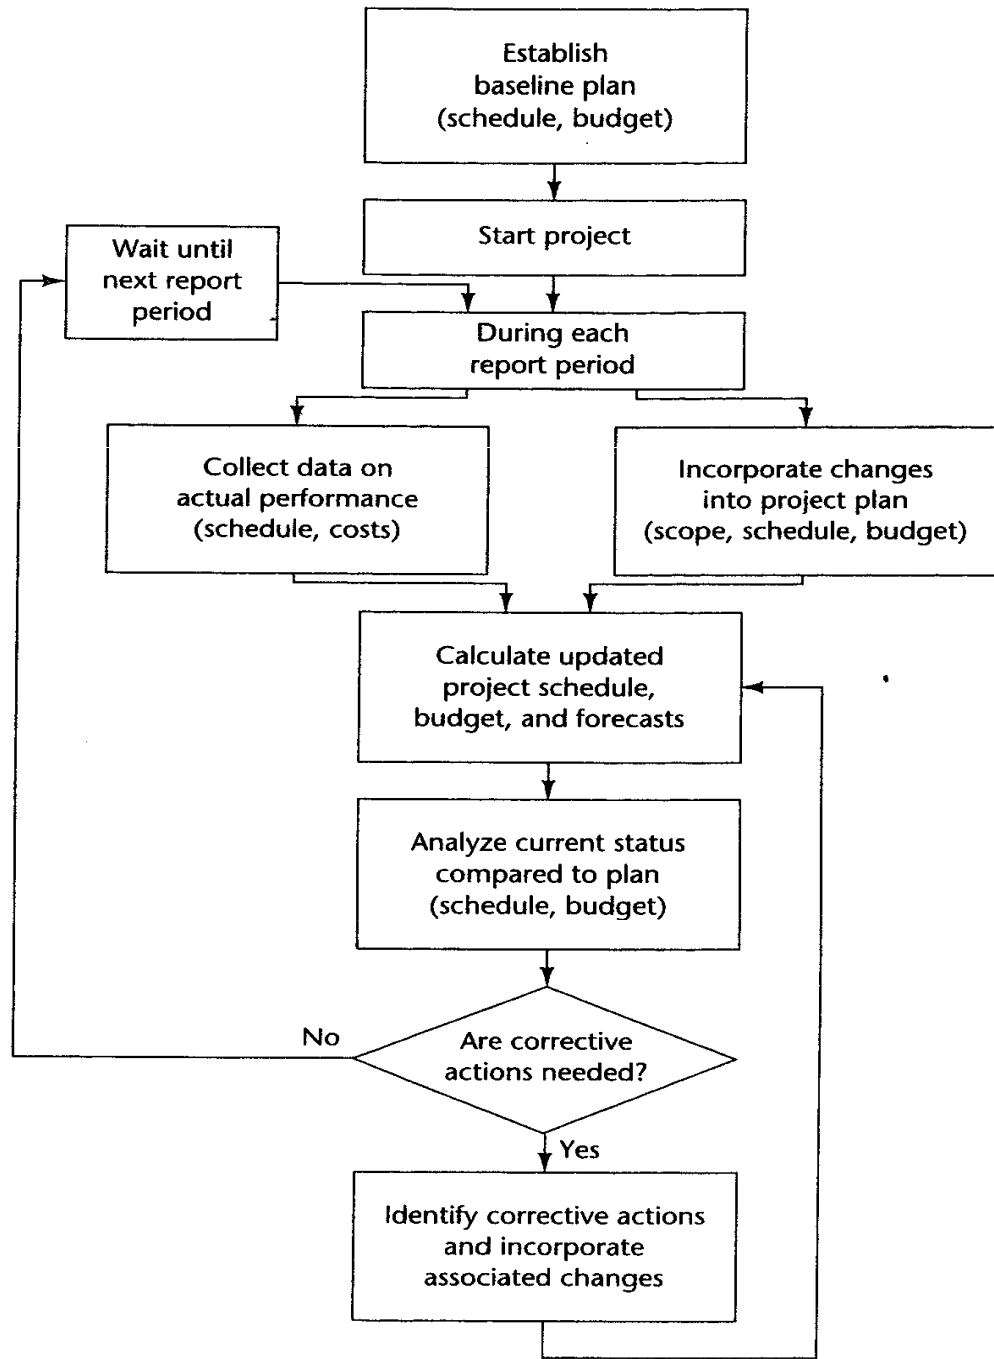 Establish
baseline plan
(schedule, budget)
Start project
Wait until
next report
period
During each
report period
Collect data on
actual performance
(schedule, costs)
Incorporate changes
into project plan
(scope, schedule, budget)
Calculate updated
project schedule,
budget, and forecasts
Analyze current status
compared to plan
(schedule, budget)
No
Are corrective
actions needed?
Yes
Identify corrective actions
and incorporate
associated changes